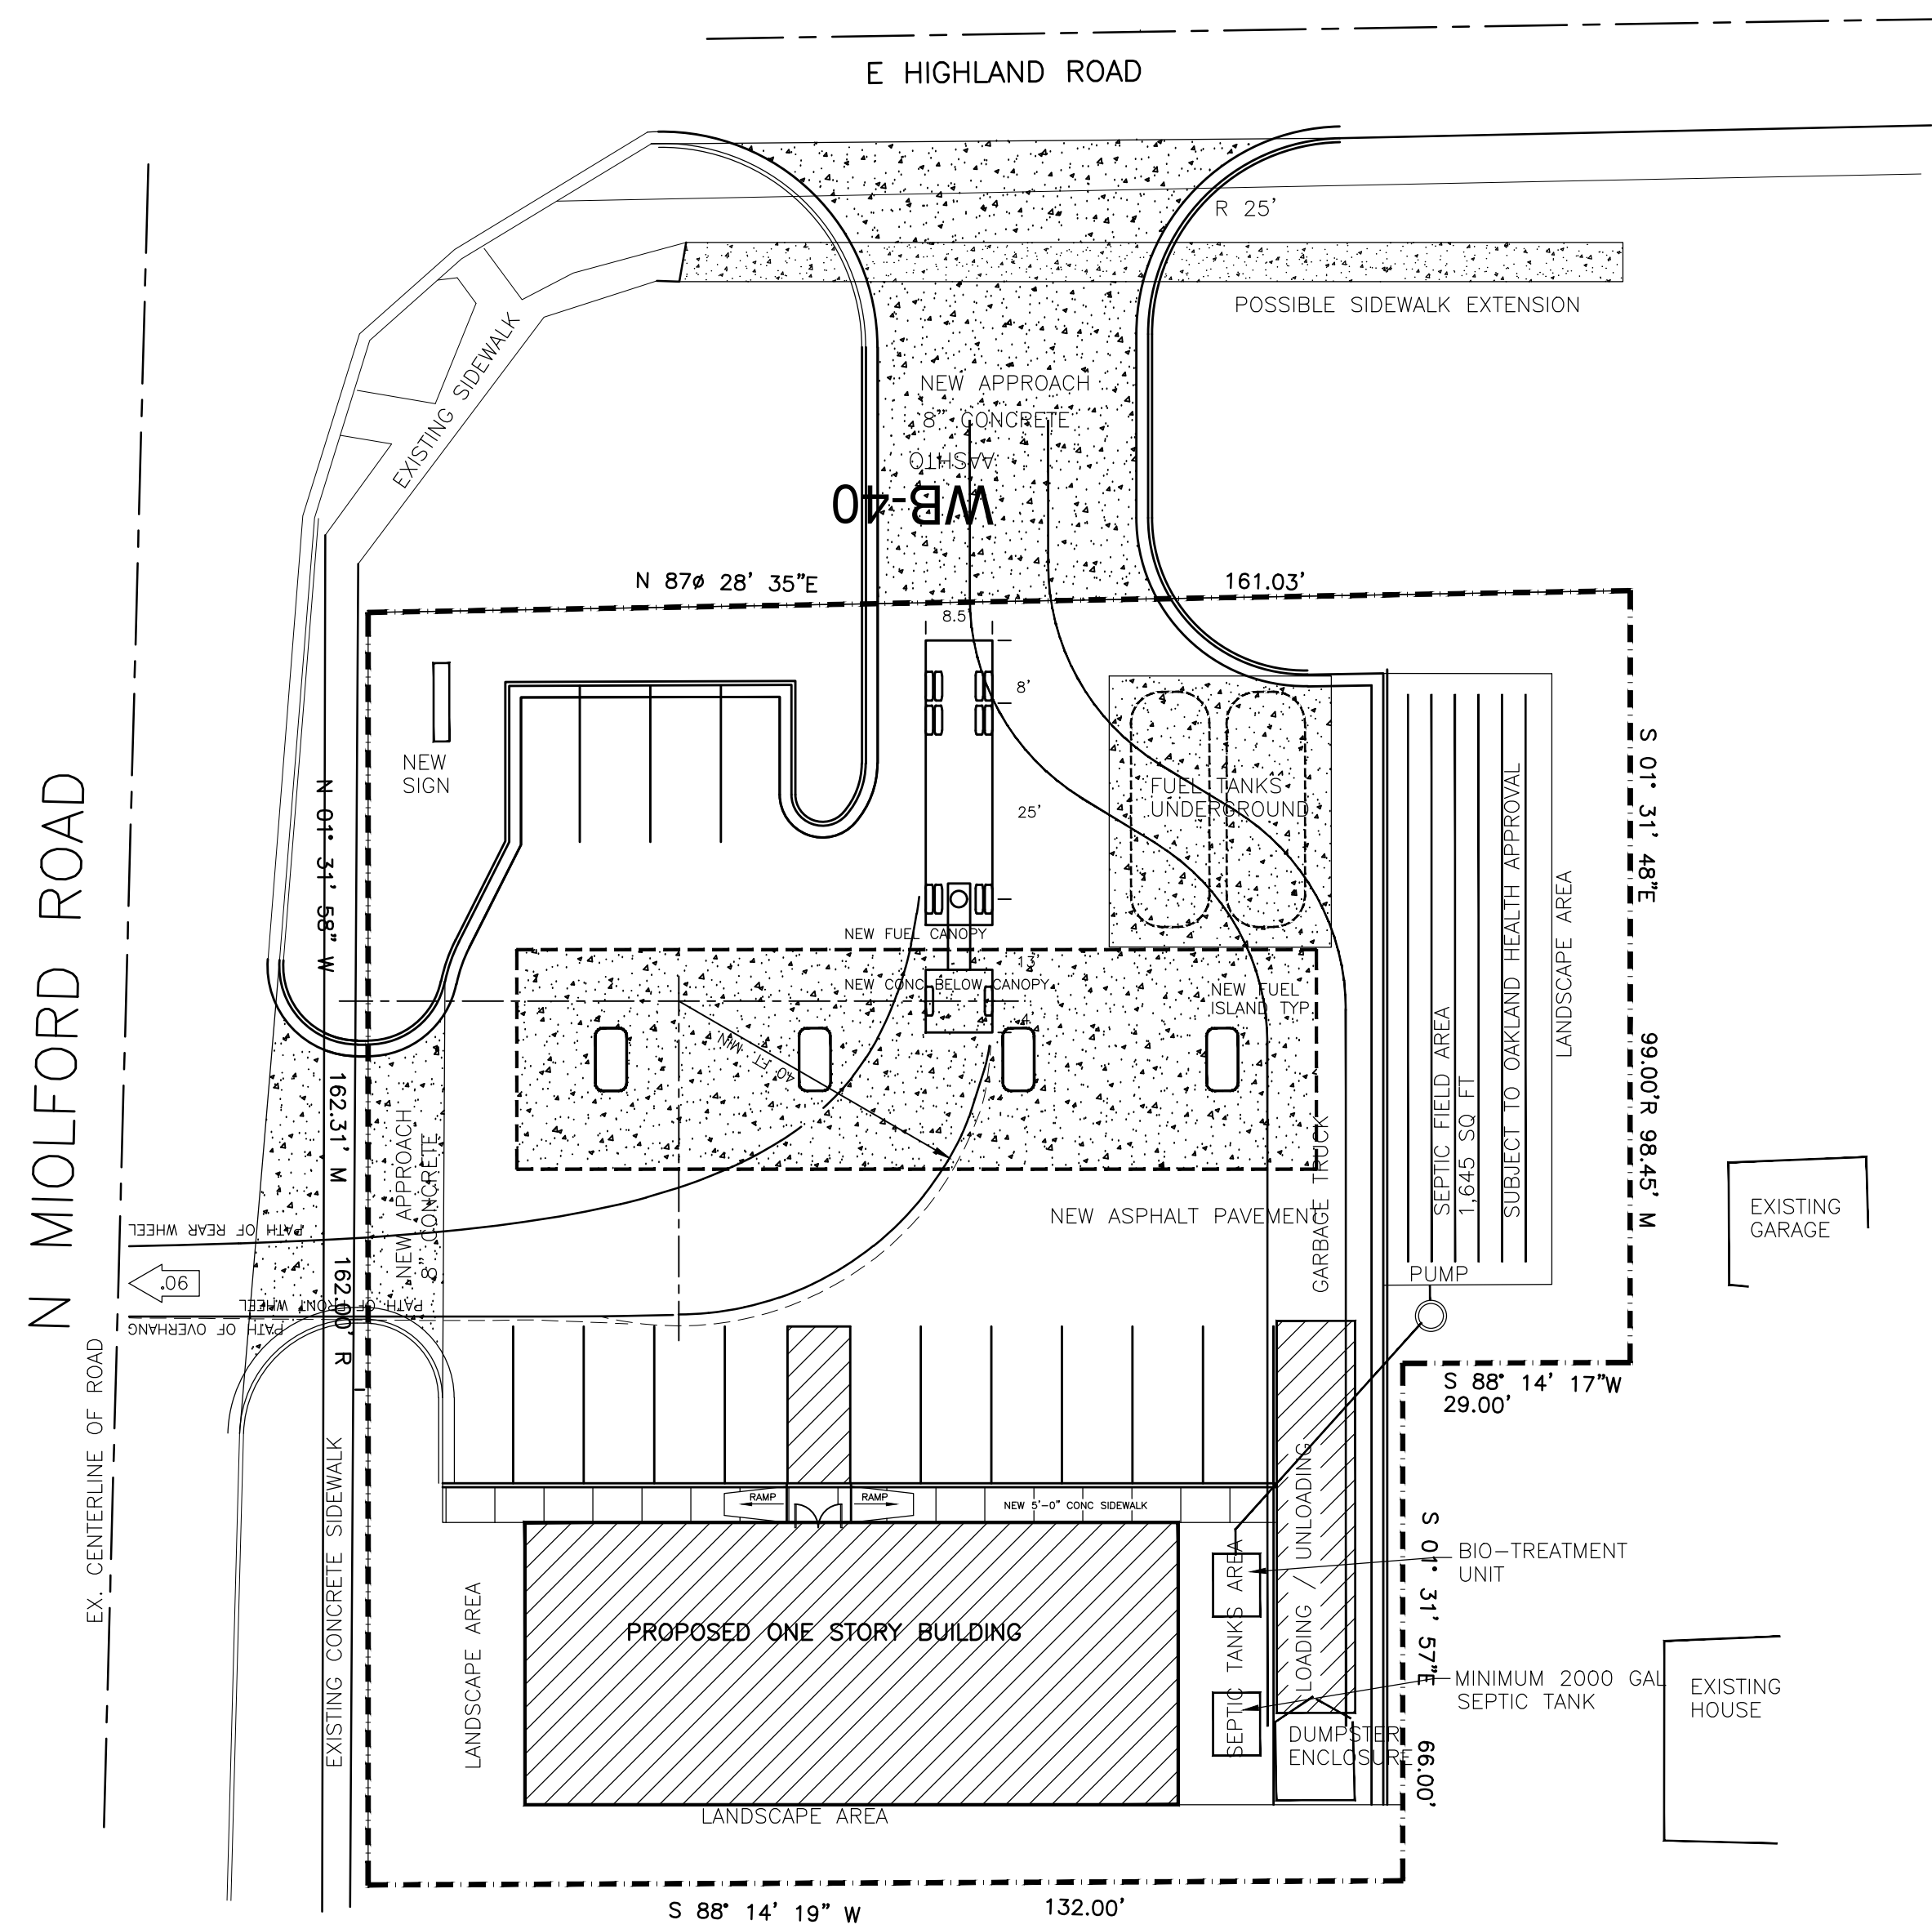 E HIGHLAND ROAD
R 25'
POSSIBLE SIDEWALK EXTENSION
EXISTING SIDEWALK
NEW APPROACH
8" CONCRETE
AASHTO
WB-40
N 87ø 28' 35"E
161.03'
8.5'
8'
25'
NEW
SIGN
FUEL TANKS
UNDERGROUND
N MIOLFORD ROAD
N 01° 31' 58" W
162.31' M
162.00' R
S 01° 31' 48"E
99.00'R 98.45' M
NEW FUEL CANOPY
13'
NEW CONC BELOW CANOPY
4'
NEW FUEL
ISLAND TYP.
40 FT MIN
SEPTIC FIELD AREA
1,645 SQ FT
SUBJECT TO OAKLAND HEALTH APPROVAL
LANDSCAPE AREA
NEW APPROACH
8" CONCRETE
PATH OF REAR WHEEL
90°
PATH OF FRONT WHEEL
PATH OF OVERHANG
NEW ASPHALT PAVEMENT
GARBAGE TRUCK
PUMP
EXISTING
GARAGE
S 88° 14' 17"W
29.00'
EX. CENTERLINE OF ROAD
EXISTING CONCRETE SIDEWALK
RAMP
RAMP
NEW 5'-0" CONC SIDEWALK
LOADING / UNLOADING
SEPTIC TANKS AREA
BIO-TREATMENT
UNIT
S 01° 31' 57"E
66.00'
LANDSCAPE AREA
PROPOSED ONE STORY BUILDING
MINIMUM 2000 GAL
SEPTIC TANK
EXISTING
HOUSE
DUMPSTER
ENCLOSURE
LANDSCAPE AREA
S 88° 14' 19" W
132.00'